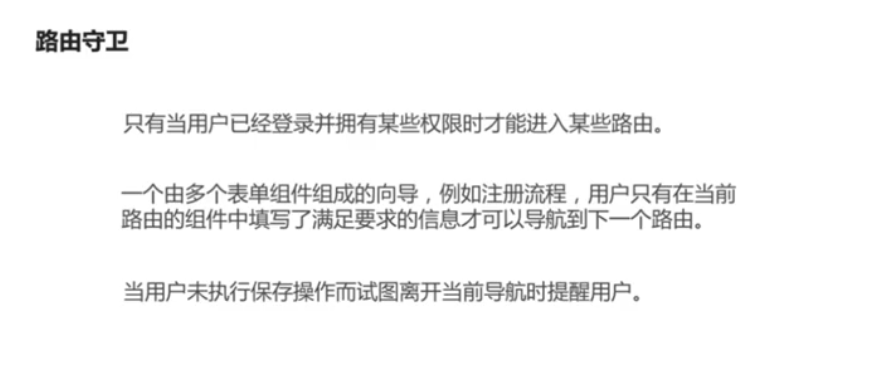 路由守卫
只有当用户已经登录并拥有某些权限时才能进入某些路由。
一个由多个表单组件组成的向导，例如注册流程，用户只有在当前
路由的组件中填写了满足要求的信息才可以导航到下一个路由。
当用户未执行保存操作而试图离开当前导航时提醒用户。